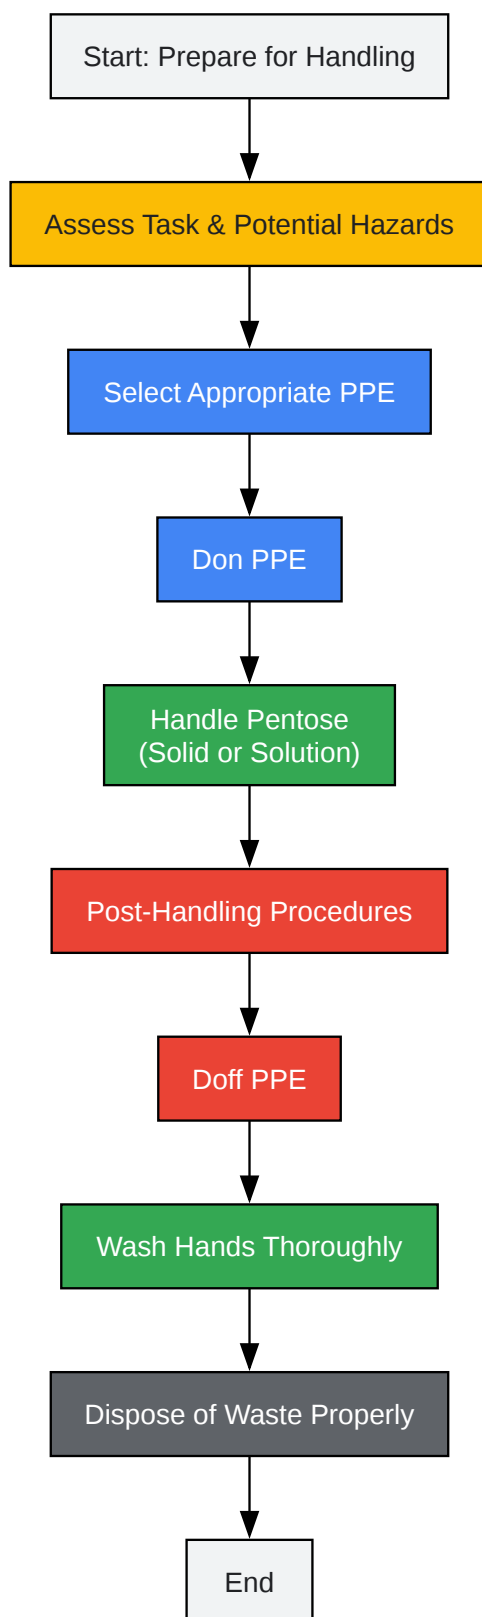 Start: Prepare for Handling
Assess Task & Potential Hazards
Select Appropriate PPE
Don PPE
Handle Pentose
(Solid or Solution)
Post-Handling Procedures
Doff PPE
Wash Hands Thoroughly
Dispose of Waste Properly
End